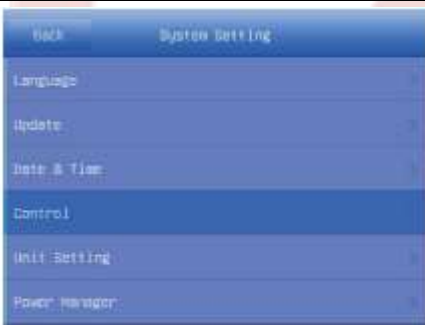 Back
System Setting
Language
Update
Date & Time
Control
Unit Setting
Power Manager